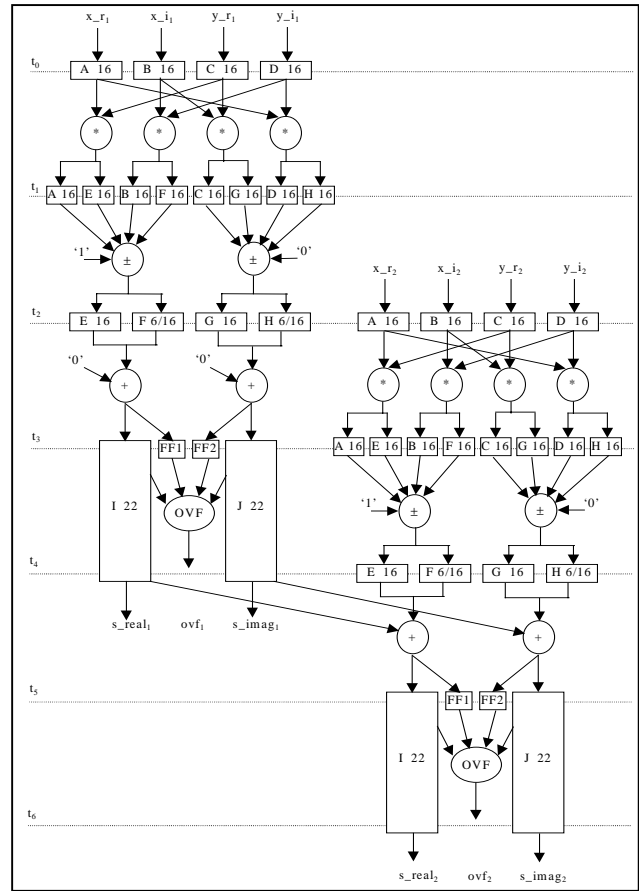 x_r₁ x_i₁ y_r₁ y_i₁
t₀
A 16 B 16 C 16 D 16
* * * *
t₁
A 16 E 16 B 16 F 16 C 16 G 16 D 16 H 16
'1' ± ± '0'
x_r₂ x_i₂ y_r₂ y_i₂
t₂
E 16 F 6/16 G 16 H 6/16 A 16 B 16 C 16 D 16
'0' '0'
+ + * * * *
t₃
FF1 FF2 A 16 E 16 B 16 F 16 C 16 G 16 D 16 H 16
I 22 OVF J 22 '1' ± ± '0'
t₄
E 16 F 6/16 G 16 H 6/16
s_real₁ ovf₁ s_imag₁ + +
t₅
FF1 FF2
I 22 OVF J 22
t₆
s_real₂ ovf₂ s_imag₂